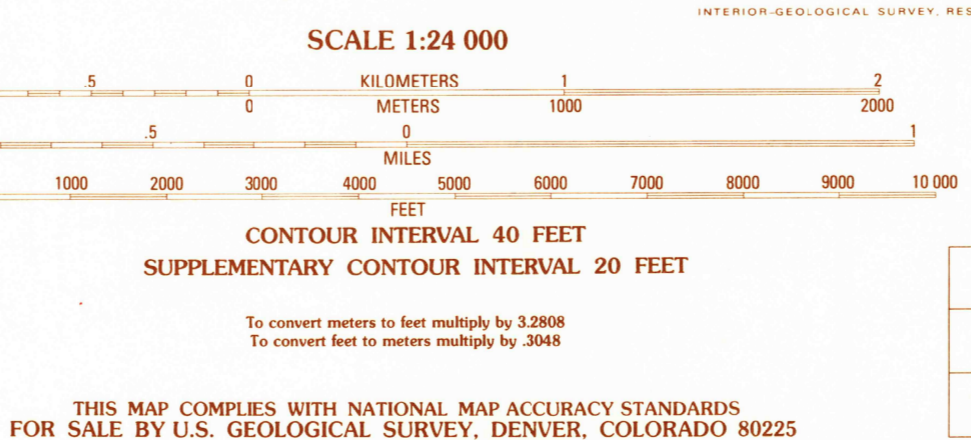 INTERIOR-GEOLOGICAL SURVEY, RES
SCALE 1:24 000
.5 0 KILOMETERS 1 2
0 METERS 1000 2000
.5 0 1
MILES
1000 2000 3000 4000 5000 6000 7000 8000 9000 10 000
FEET
CONTOUR INTERVAL 40 FEET
SUPPLEMENTARY CONTOUR INTERVAL 20 FEET
To convert meters to feet multiply by 3.2808
To convert feet to meters multiply by .3048
THIS MAP COMPLIES WITH NATIONAL MAP ACCURACY STANDARDS
FOR SALE BY U.S. GEOLOGICAL SURVEY, DENVER, COLORADO 80225